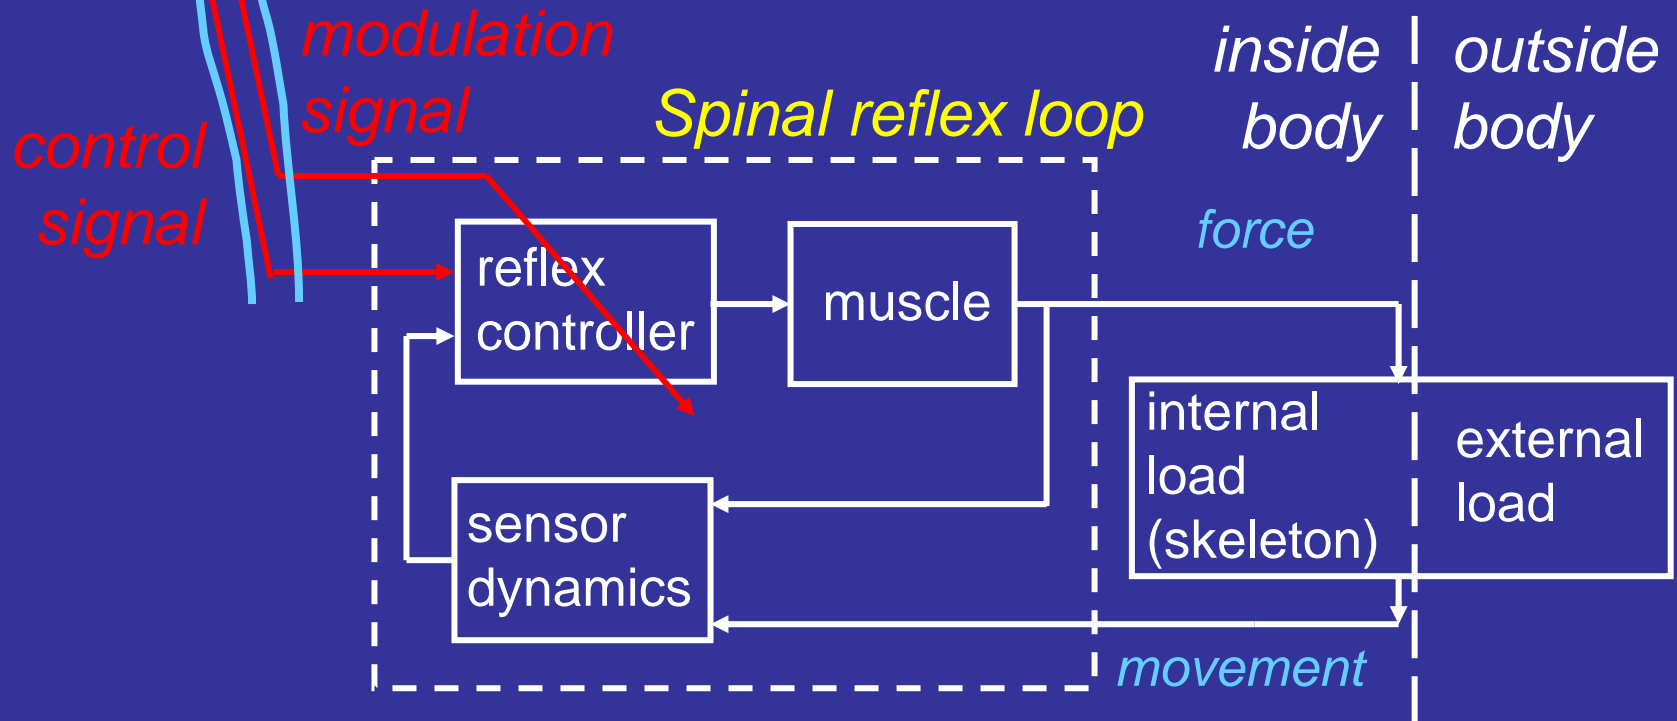 modulation
signal
control
signal
Spinal reflex loop
inside
body
outside
body
force
reflex
controller
muscle
internal
load
(skeleton)
external
load
sensor
dynamics
movement